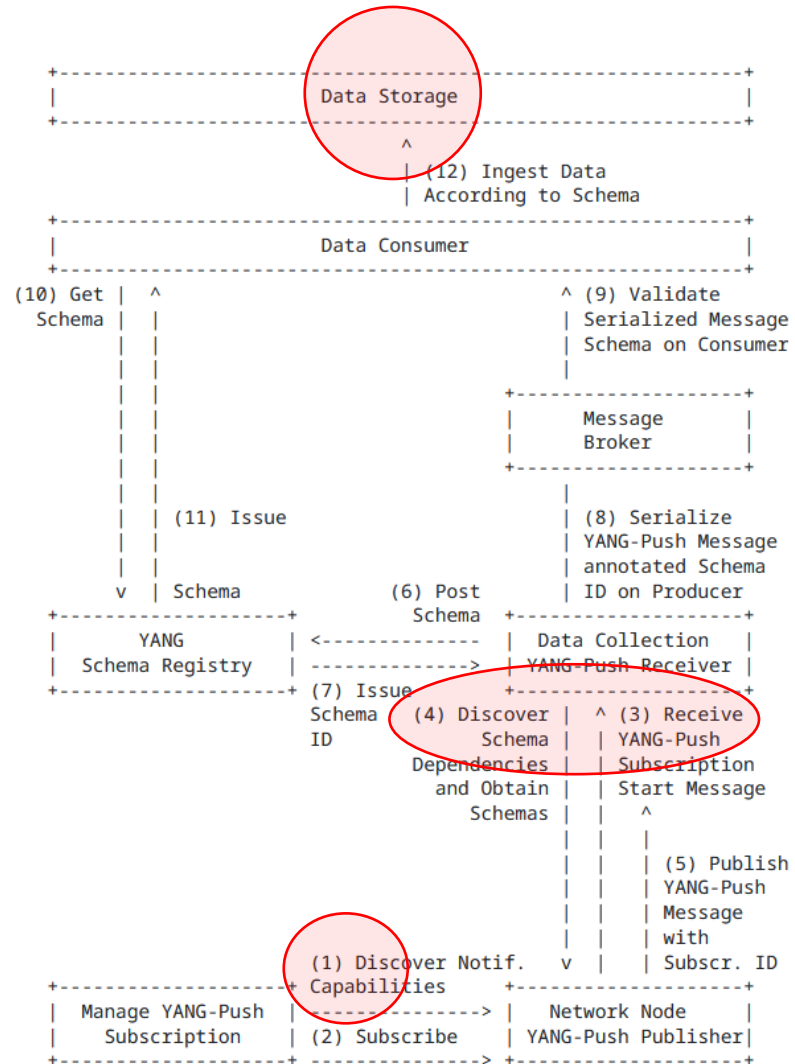 +-------------------------------------------------------------+
|                        Data Storage                         |
+-------------------------------------------------------------+
                                ^
                                | (12) Ingest Data
                                | According to Schema
+-------------------------------------------------------------+
|                        Data Consumer                        |
+-------------------------------------------------------------+
(10) Get |  ^                                   ^ (9) Validate
Schema |  |                                   | Serialized Message
|  |                                   | Schema on Consumer
|  |                                   |
|  |                              +--------------------+
|  |                              |      Message       |
|  |                              |      Broker        |
|  |                              +--------------------+
|  |                                   |
|  | (11) Issue                        | (8) Serialize
|  |                                   | YANG-Push Message
|  |                                   | annotated Schema
v  | Schema             (6) Post       | ID on Producer
+--------------------+          Schema  +--------------------+
|       YANG         | <--------------  |  Data Collection   |
|  Schema Registry   | -------------->  | YANG-Push Receiver |
+--------------------+ (7) Issue        +--------------------+
Schema   (4) Discover |  ^ (3) Receive
ID             Schema |  | YANG-Push
Dependencies |  | Subscription
and Obtain |  | Start Message
Schemas |  |   ^
|  |   |
|  |   | (5) Publish
|  |   | YANG-Push
|  |   | Message
|  |   | with
(1) Discover Notif.   v  |   | Subscr. ID
+--------------------+ Capabilities     +--------------------+
|  Manage YANG-Push  | ---------------> |   Network Node     |
|    Subscription    | (2) Subscribe    | YANG-Push Publisher|
+--------------------+ ---------------> +--------------------+